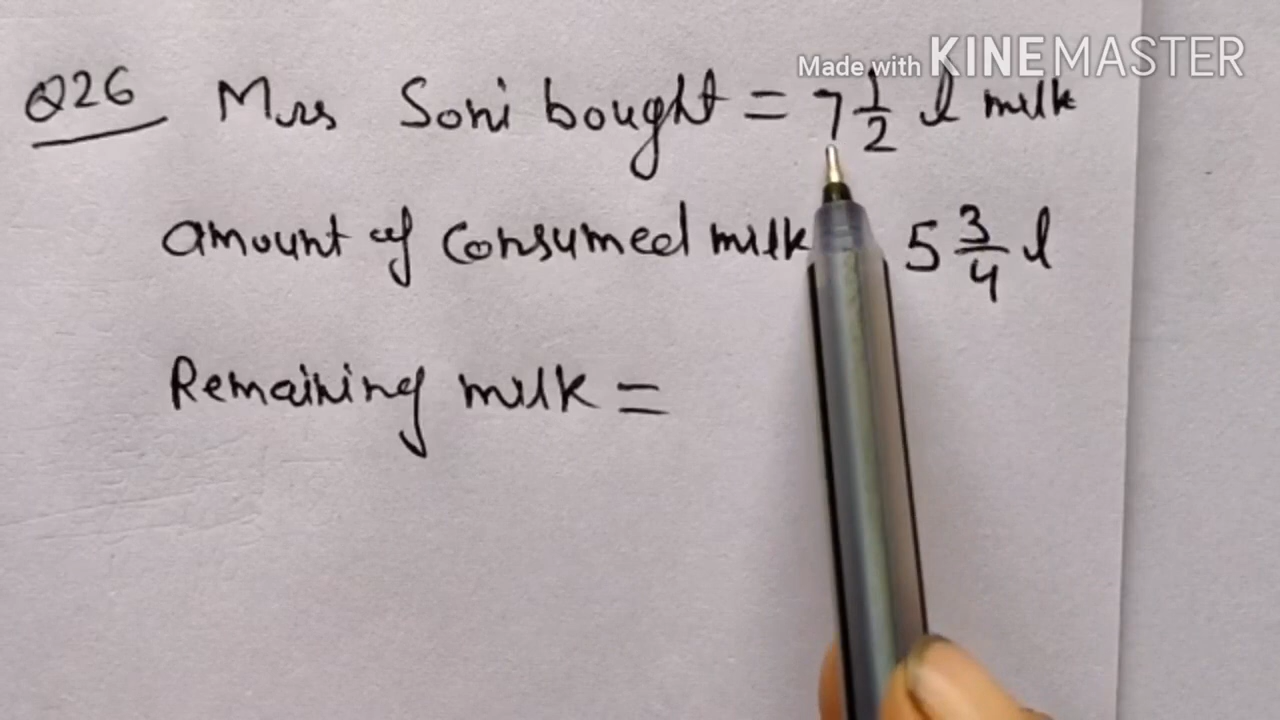 Made with KINEMASTER
Q26 Mrs Soni bought = 7 1/2 l milk
amount of consumed milk 5 3/4 l
Remaining milk =